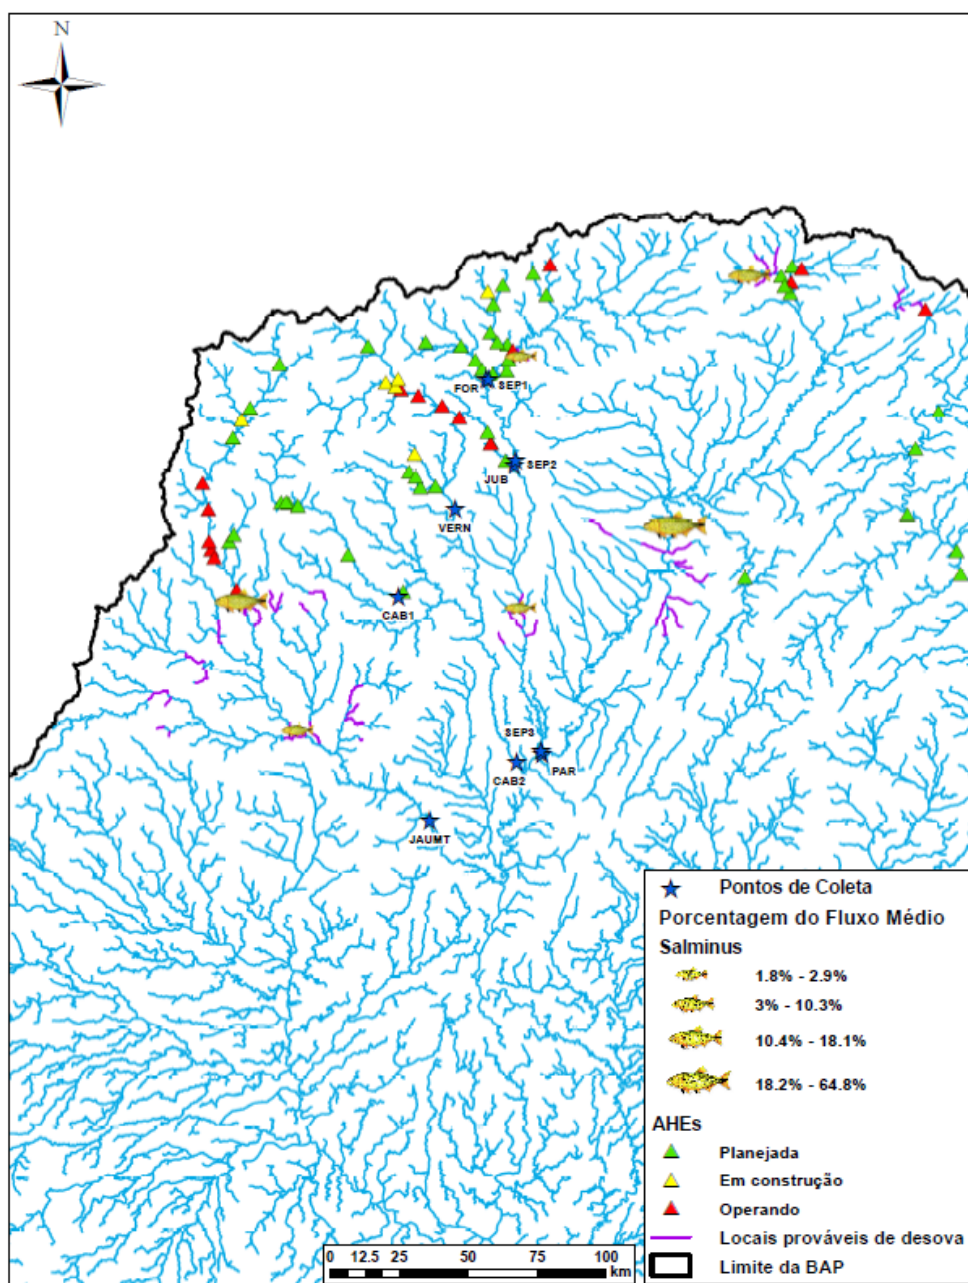 N
FOR
SEP1
JUB
SEP2
VERN
CAB1
SEP3
PAR
CAB2
JAUMT
Pontos de Coleta
Porcentagem do Fluxo Médio
Salminus
1.8% - 2.9%
3% - 10.3%
10.4% - 18.1%
18.2% - 64.8%
AHEs
Planejada
Em construção
Operando
Locais prováveis de desova
Limite da BAP
0 12.5 25 50 75 100
km